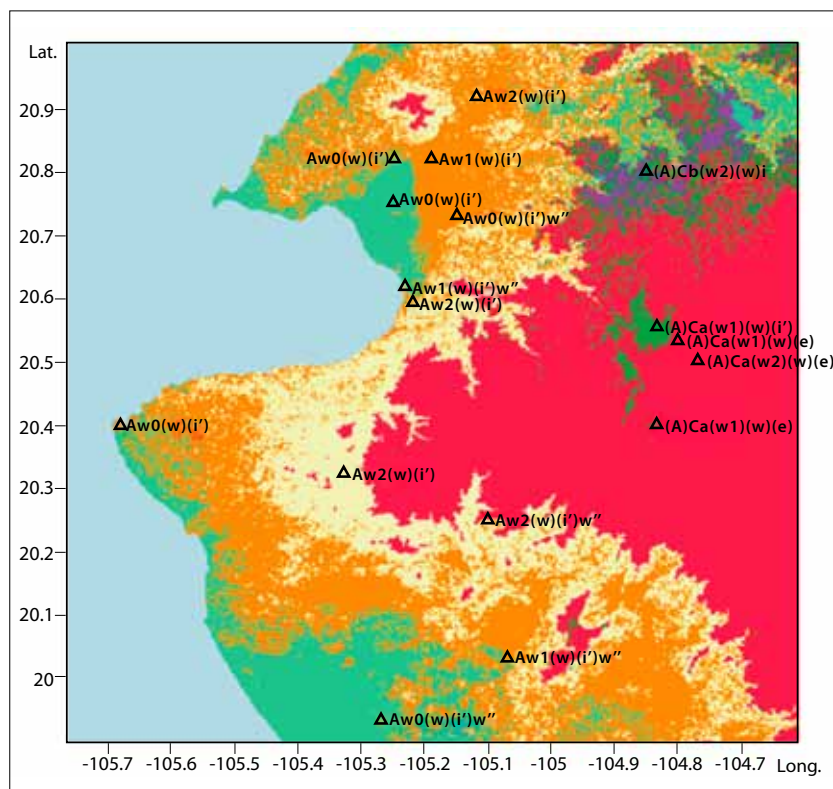 Lat.
20.9
20.8
20.7
20.6
20.5
20.4
20.3
20.2
20.1
20
Aw2(w)(i’)
Aw0(w)(i’)
Aw1(w)(i’)
(A)Cb(w2)(w)i
Aw0(w)(i’)
Aw0(w)(i’)w”
Aw1(w)(i’)w”
Aw2(w)(i’)
(A)Ca(w1)(w)(i’)
(A)Ca(w1)(w)(e)
(A)Ca(w2)(w)(e)
Aw0(w)(i’)
(A)Ca(w1)(w)(e)
Aw2(w)(i’)
Aw2(w)(i’)w”
Aw1(w)(i’)w”
Aw0(w)(i’)w”
-105.7 -105.6 -105.5 -105.4 -105.3 -105.2 -105.1 -105 -104.9 -104.8 -104.7 Long.